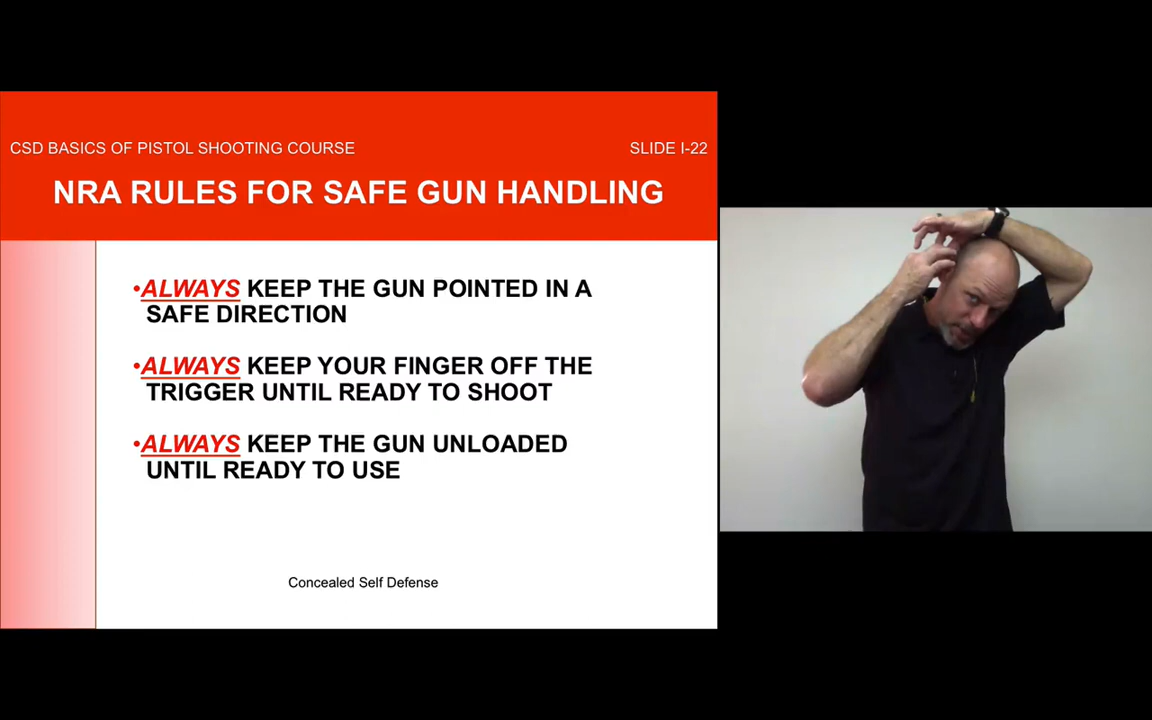 CSD BASICS OF PISTOL SHOOTING COURSE SLIDE I-22
NRA RULES FOR SAFE GUN HANDLING
•ALWAYS KEEP THE GUN POINTED IN A
SAFE DIRECTION
•ALWAYS KEEP YOUR FINGER OFF THE
TRIGGER UNTIL READY TO SHOOT
•ALWAYS KEEP THE GUN UNLOADED
UNTIL READY TO USE
Concealed Self Defense